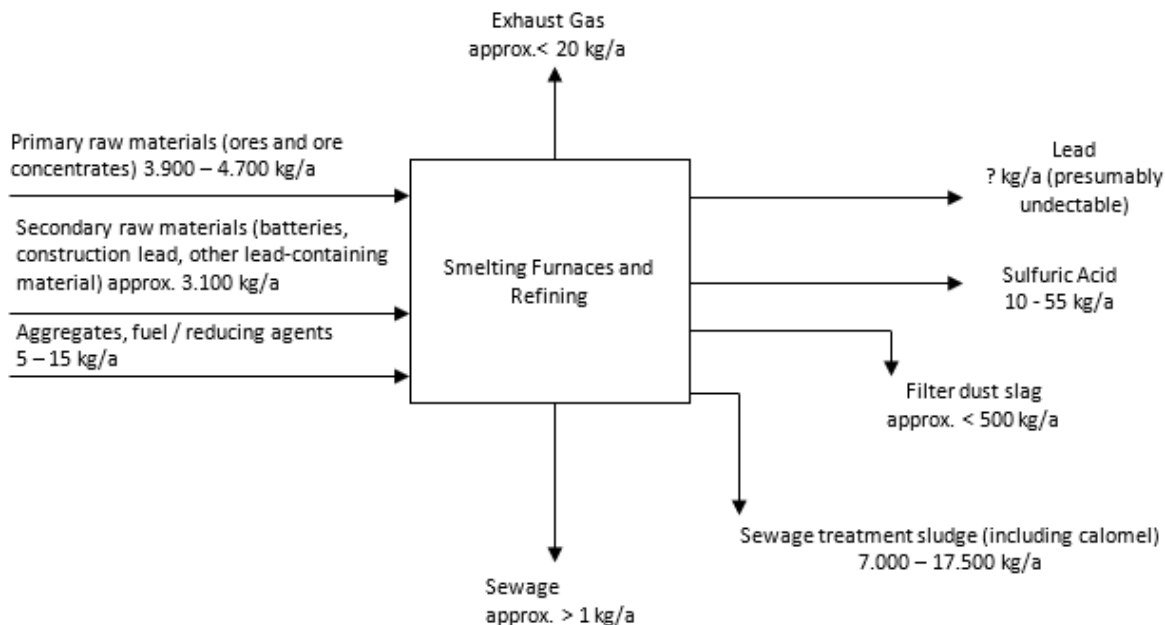 Exhaust Gas
approx.< 20 kg/a
Primary raw materials (ores and ore
concentrates) 3.900 – 4.700 kg/a
Secondary raw materials (batteries,
construction lead, other lead-containing
material) approx. 3.100 kg/a
Aggregates, fuel / reducing agents
5 – 15 kg/a
Smelting Furnaces and
Refining
Lead
? kg/a (presumably
undectable)
Sulfuric Acid
10 - 55 kg/a
Filter dust slag
approx. < 500 kg/a
Sewage treatment sludge (including calomel)
7.000 – 17.500 kg/a
Sewage
approx. > 1 kg/a